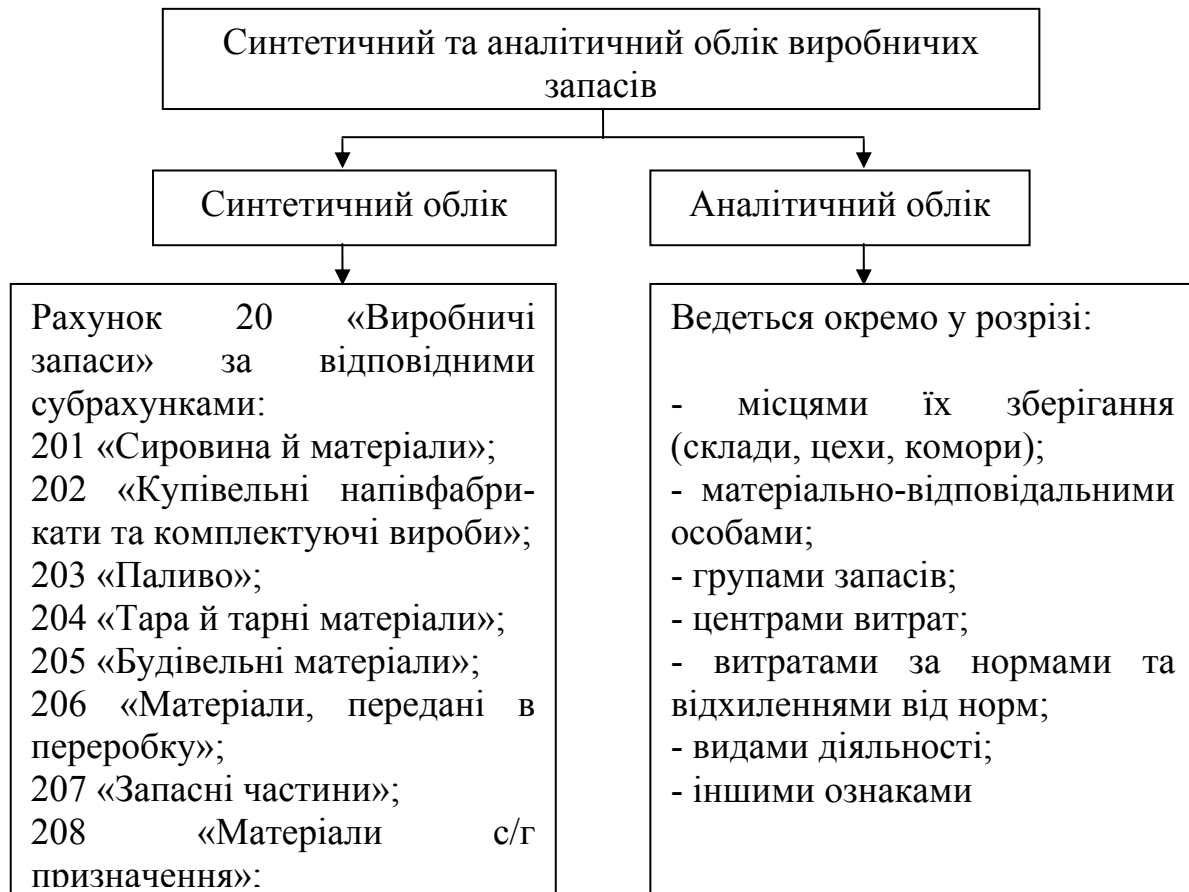 Синтетичний та аналітичний облік виробничих
запасів
Синтетичний облік
Аналітичний облік
Рахунок 20 «Виробничі
запаси» за відповідними
субрахунками:
201 «Сировина й матеріали»;
202 «Купівельні напівфабри-
кати та комплектуючі вироби»;
203 «Паливо»;
204 «Тара й тарні матеріали»;
205 «Будівельні матеріали»;
206 «Матеріали, передані в
переробку»;
207 «Запасні частини»;
208 «Матеріали с/г
призначення»;
Ведеться окремо у розрізі:
- місцями їх зберігання
(склади, цехи, комори);
- матеріально-відповідальними
особами;
- групами запасів;
- центрами витрат;
- витратами за нормами та
відхиленнями від норм;
- видами діяльності;
- іншими ознаками